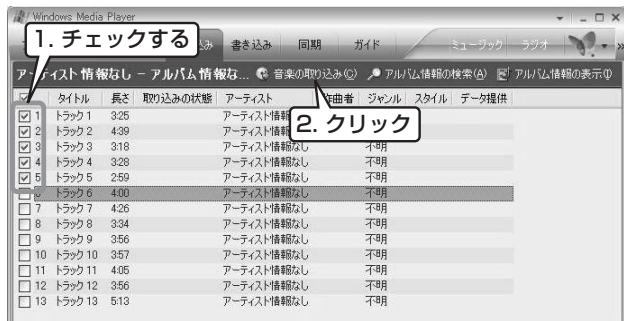 Windows Media Player
1. チェックする
書き込み 同期 ガイド ミュージック ラジオ
アーティスト情報なし - アルバム情報な... 音楽の取り込み(C) アルバム情報の検索(A) アルバム情報の表示(I)
タイトル 長さ 取り込みの状態 アーティスト 作曲者 ジャンル スタイル データ提供
2. クリック
1 トラック 1 3:25 アーティスト情報なし
2 トラック 2 4:39 アーティスト情報なし
3 トラック 3 3:18 アーティスト情報なし 不明
4 トラック 4 3:28 アーティスト情報なし 不明
5 トラック 5 2:59 アーティスト情報なし 不明
トラック 6 4:00 アーティスト情報なし 不明
7 トラック 7 4:26 アーティスト情報なし 不明
8 トラック 8 3:34 アーティスト情報なし 不明
9 トラック 9 3:56 アーティスト情報なし 不明
10 トラック 10 3:57 アーティスト情報なし 不明
11 トラック 11 4:05 アーティスト情報なし 不明
12 トラック 12 3:56 アーティスト情報なし 不明
13 トラック 13 5:13 アーティスト情報なし 不明